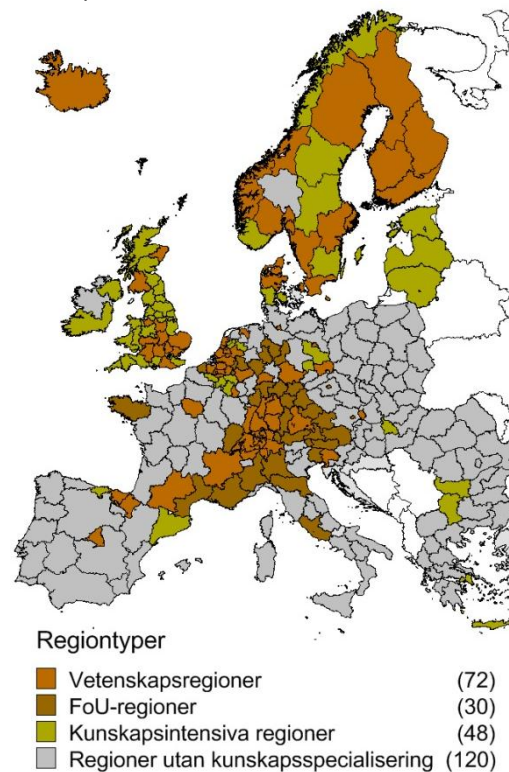 Regiontyper
Vetenskapsregioner (72)
FoU-regioner (30)
Kunskapsintensiva regioner (48)
Regioner utan kunskapsspecialisering (120)